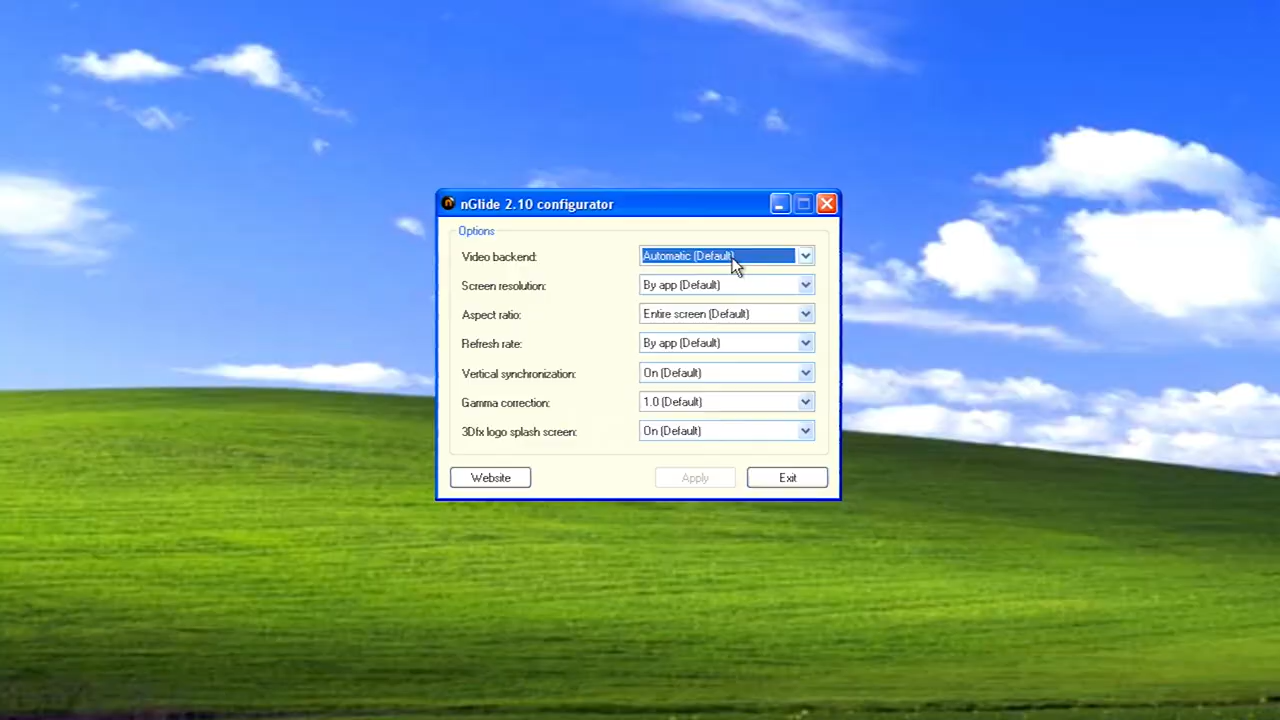 nGlide 2.10 configurator
Options
Video backend: Automatic (Default)
Screen resolution: By app (Default)
Aspect ratio: Entire screen (Default)
Refresh rate: By app (Default)
Vertical synchronization: On (Default)
Gamma correction: 1.0 (Default)
3Dfx logo splash screen: On (Default)
Website Apply Exit